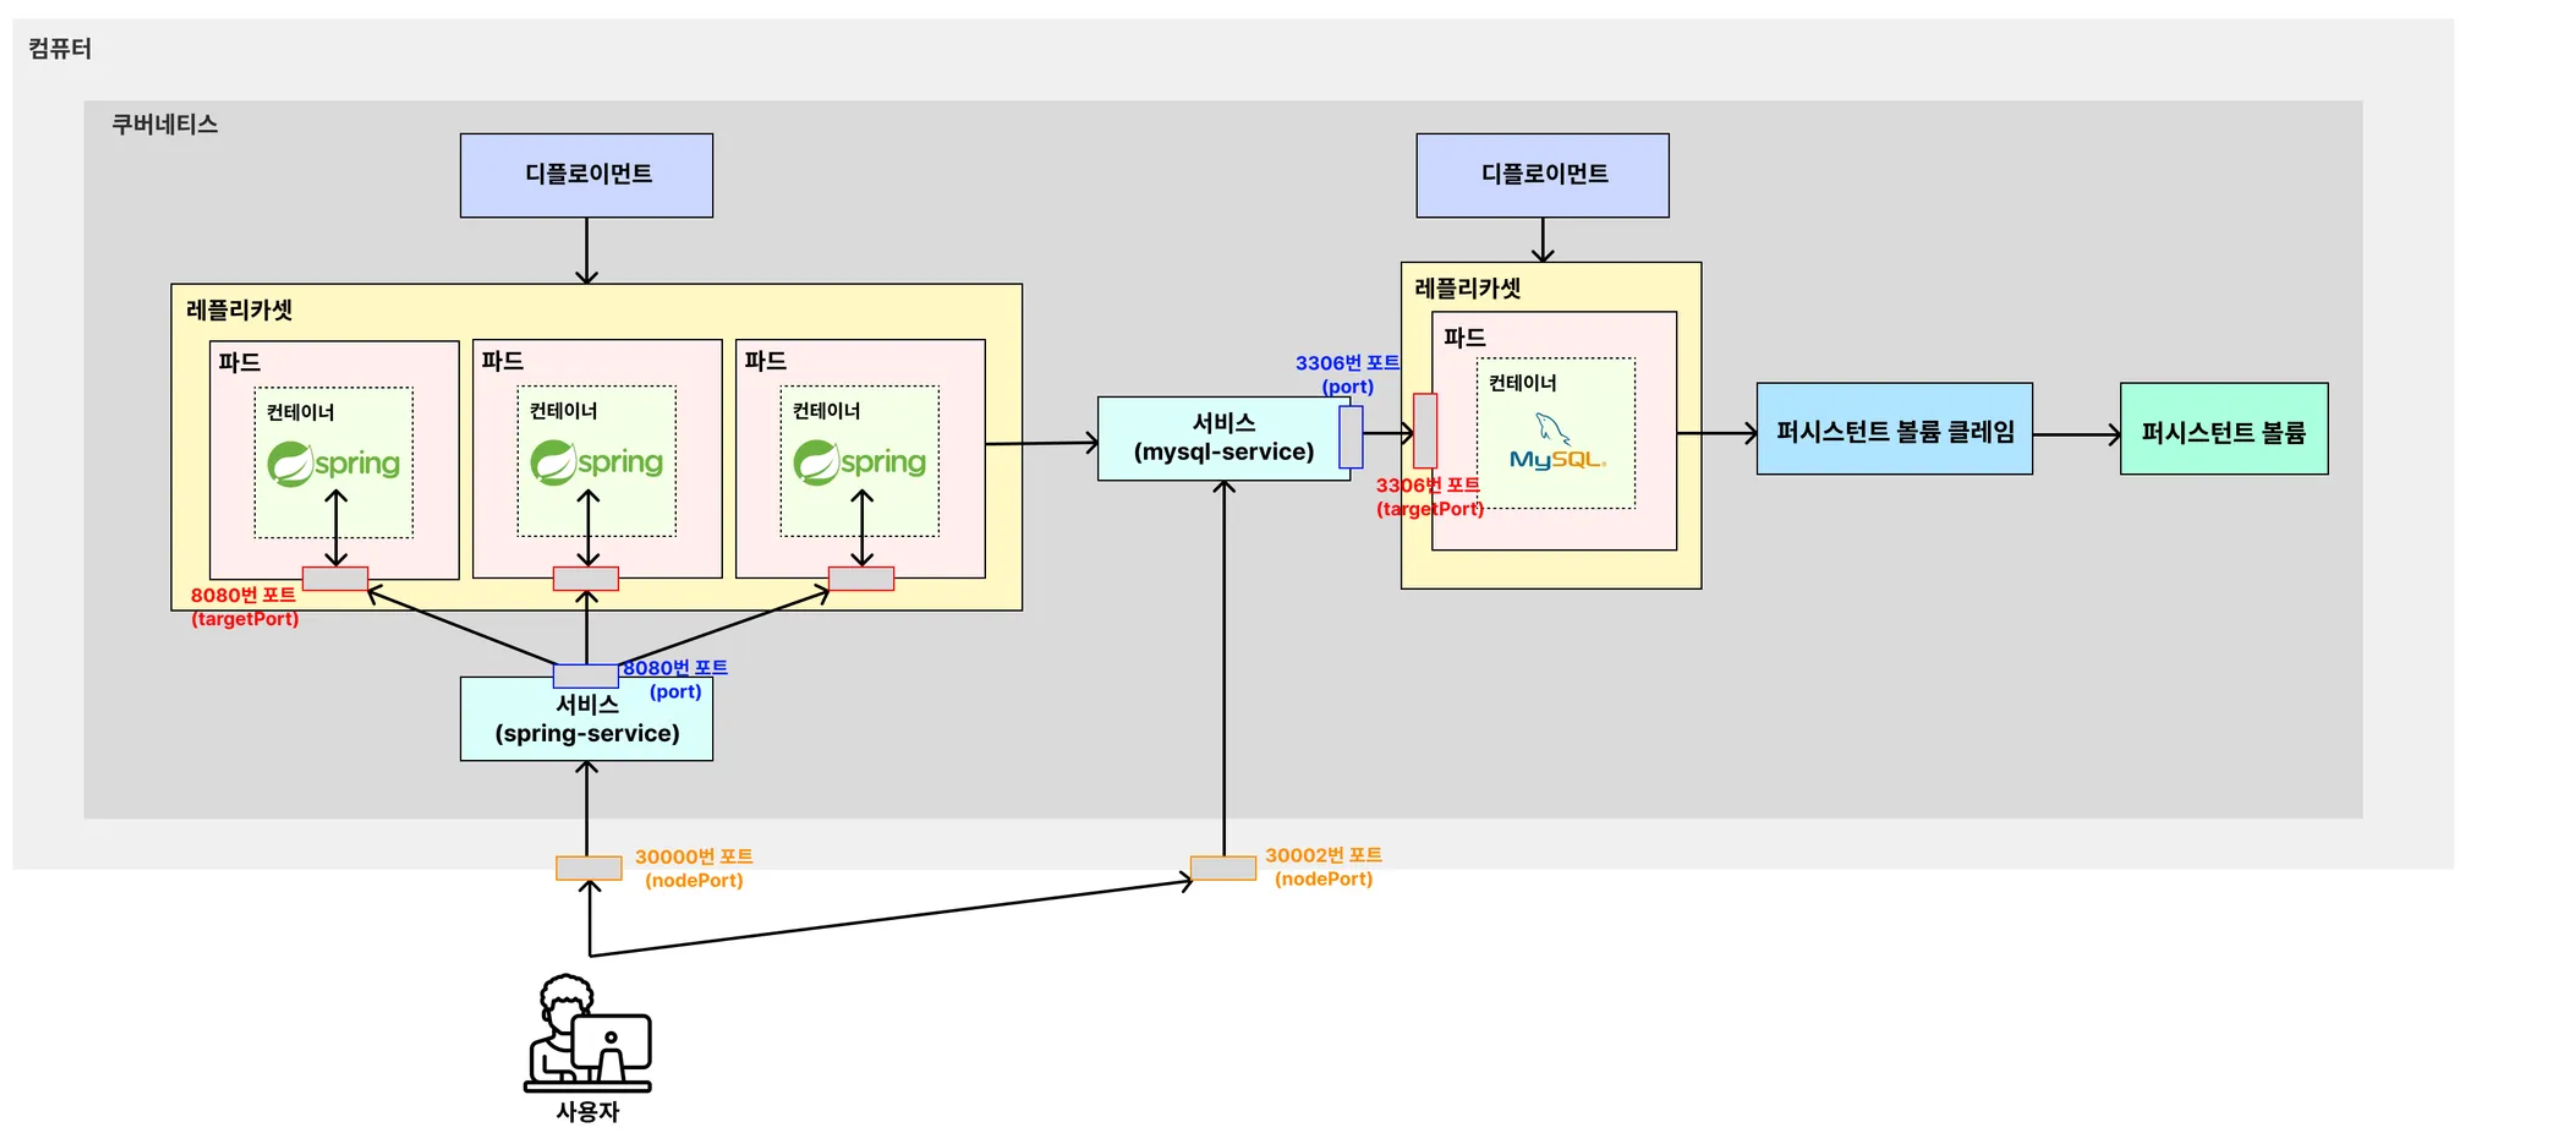 컴퓨터
쿠버네티스
디플로이먼트
디플로이먼트
레플리카셋
파드
컨테이너
spring
파드
컨테이너
spring
파드
컨테이너
spring
8080번 포트
(targetPort)
8080번 포트
(port)
서비스
(spring-service)
서비스
(mysql-service)
3306번 포트
(port)
레플리카셋
파드
컨테이너
MySQL®
3306번 포트
(targetPort)
퍼시스턴트 볼륨 클레임
퍼시스턴트 볼륨
30000번 포트
(nodePort)
30002번 포트
(nodePort)
사용자